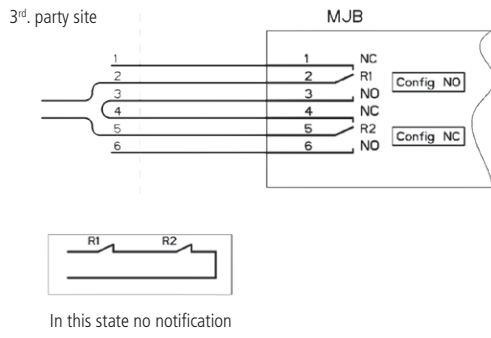 3rd. party site MJB
1 1 NC
2 2 R1 Config NO
3 3 NO
4 4 NC
5 5 R2 Config NC
6 6 NO
R1 R2
In this state no notification